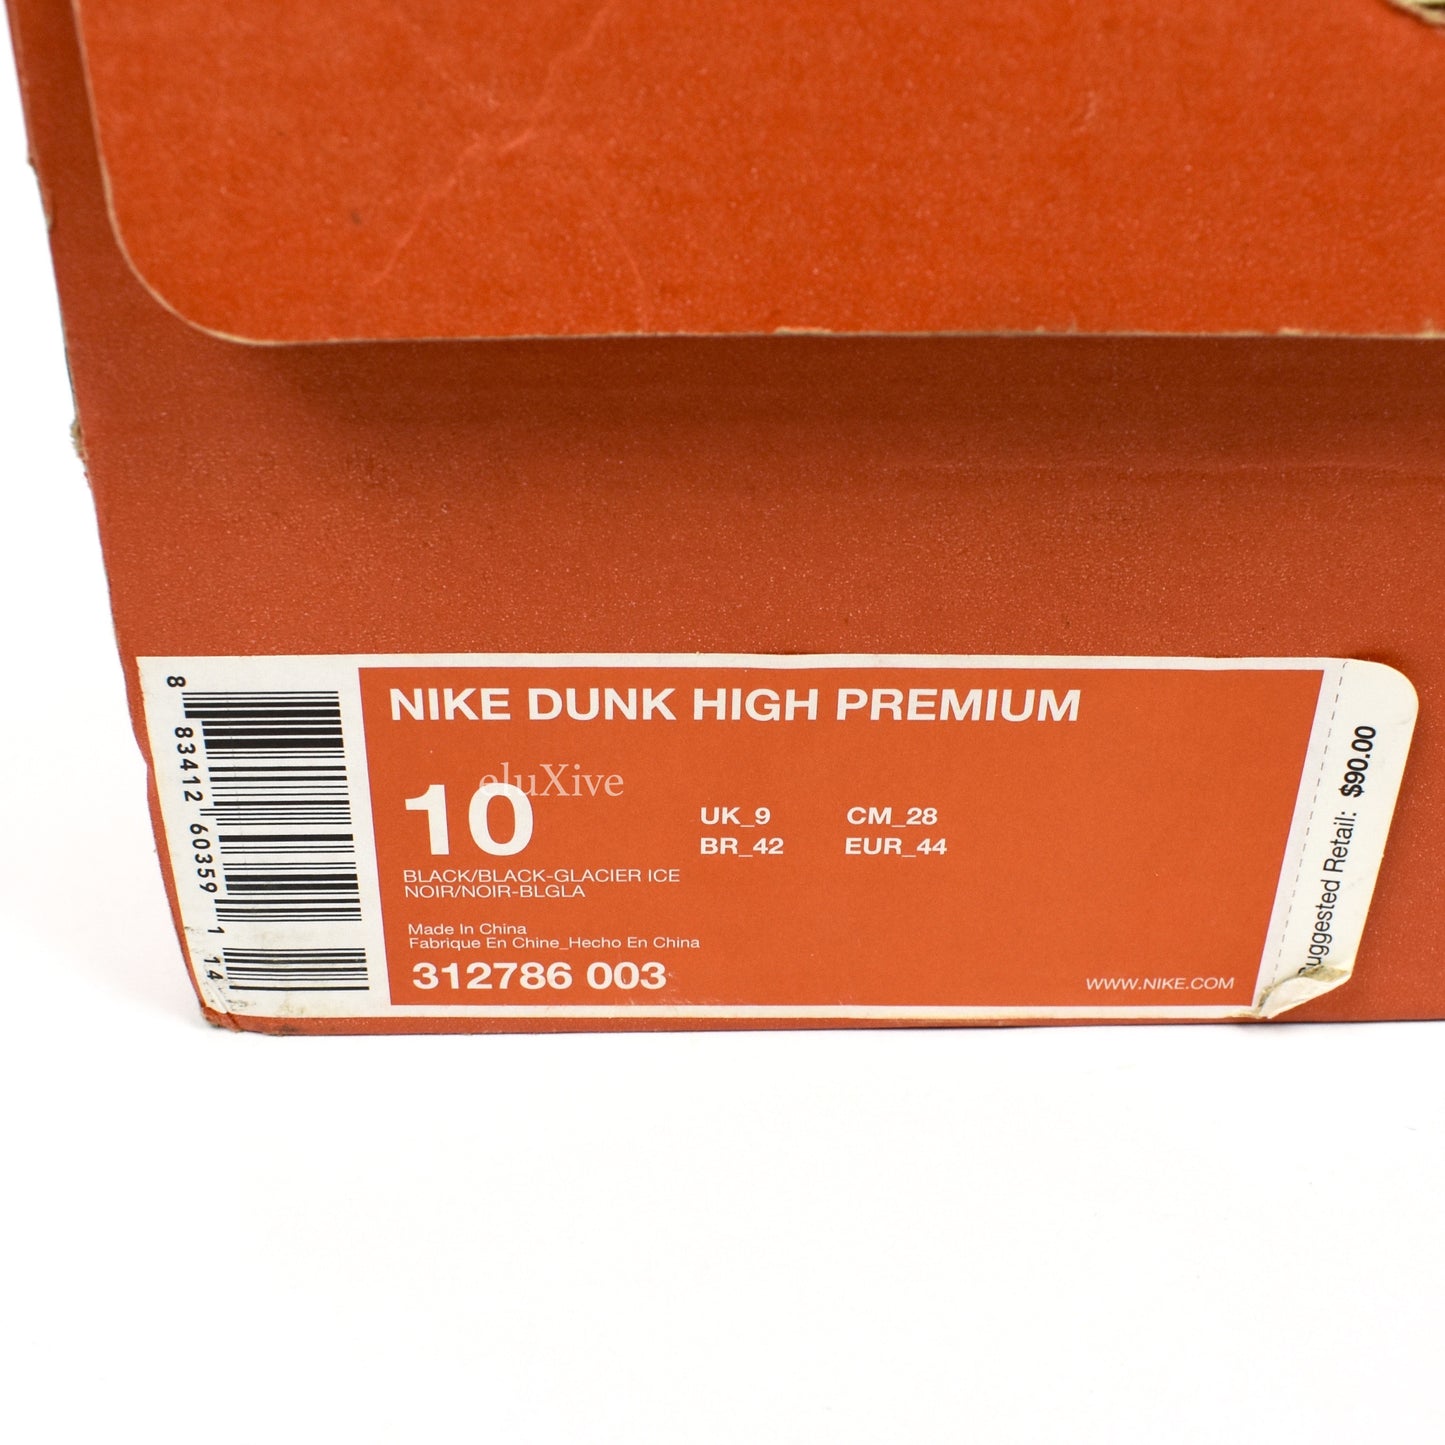 NIKE DUNK HIGH PREMIUM
10
eluXive
UK_9 CM_28
BR_42 EUR_44
BLACK/BLACK-GLACIER ICE
NOIR/NOIR-BLGLA
Made In China
Fabrique En Chine_Hecho En China
312786 003
WWW.NIKE.COM
8 83412 60359 1 14
uggested Retail: $90.00